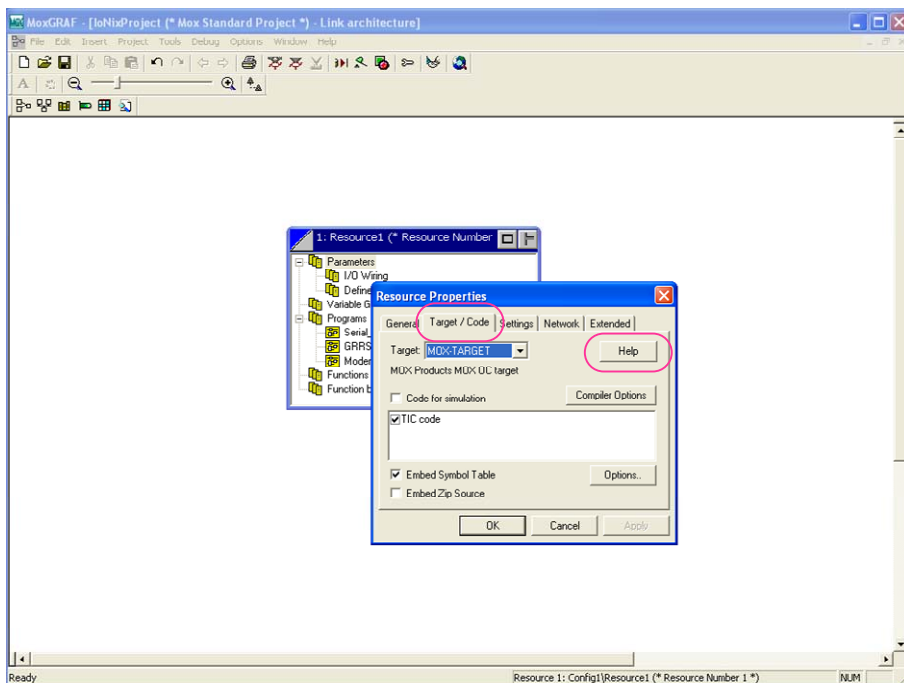 MoxGRAF - [IoNixProject (* Mox Standard Project *) - Link architecture]
File Edit Insert Project Tools Debug Options Window Help
1: Resource1 (* Resource Number
Parameters
I/O Wiring
Define
Variable G
Programs
Serial_
GRRS
Moder
Functions
Function b
Resource Properties
General Target / Code Settings Network Extended
Target: MOX-TARGET Help
MOX Products MOX OC target
Code for simulation Compiler Options
TIC code
Embed Symbol Table Options..
Embed Zip Source
OK Cancel Apply
Ready Resource 1: Config1\Resource1 (* Resource Number 1 *) NUM